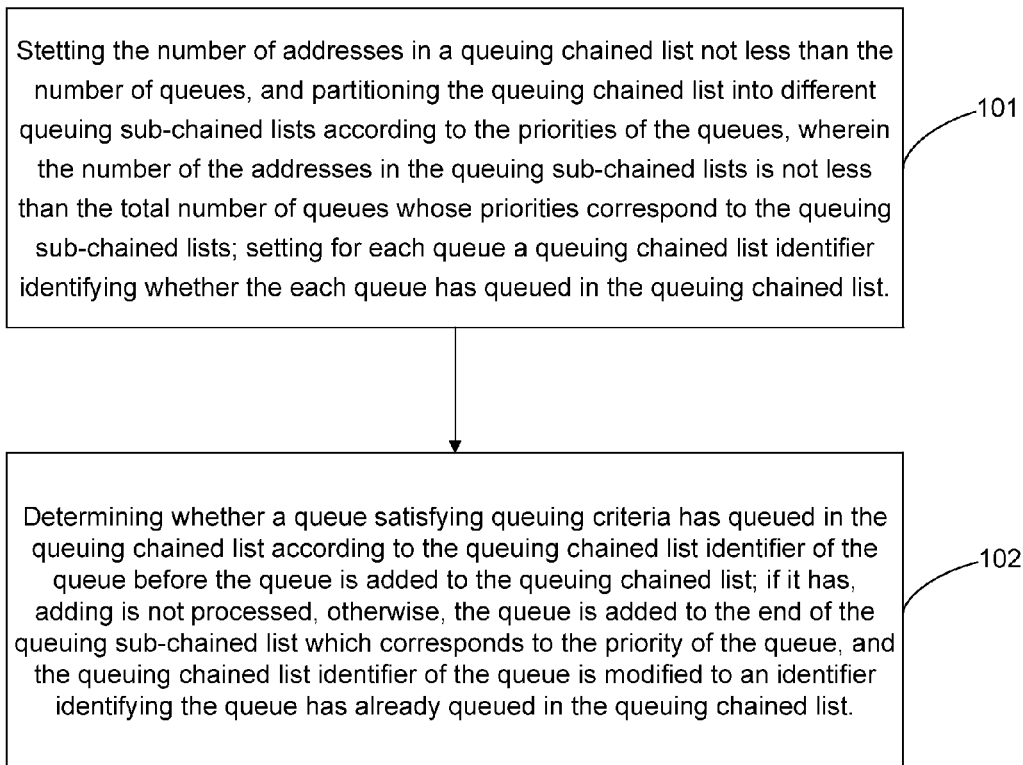 Stetting the number of addresses in a queuing chained list not less than the
number of queues, and partitioning the queuing chained list into different
queuing sub-chained lists according to the priorities of the queues, wherein
the number of the addresses in the queuing sub-chained lists is not less
than the total number of queues whose priorities correspond to the queuing
sub-chained lists; setting for each queue a queuing chained list identifier
identifying whether the each queue has queued in the queuing chained list.
101
Determining whether a queue satisfying queuing criteria has queued in the
queuing chained list according to the queuing chained list identifier of the
queue before the queue is added to the queuing chained list; if it has,
adding is not processed, otherwise, the queue is added to the end of the
queuing sub-chained list which corresponds to the priority of the queue, and
the queuing chained list identifier of the queue is modified to an identifier
identifying the queue has already queued in the queuing chained list.
102